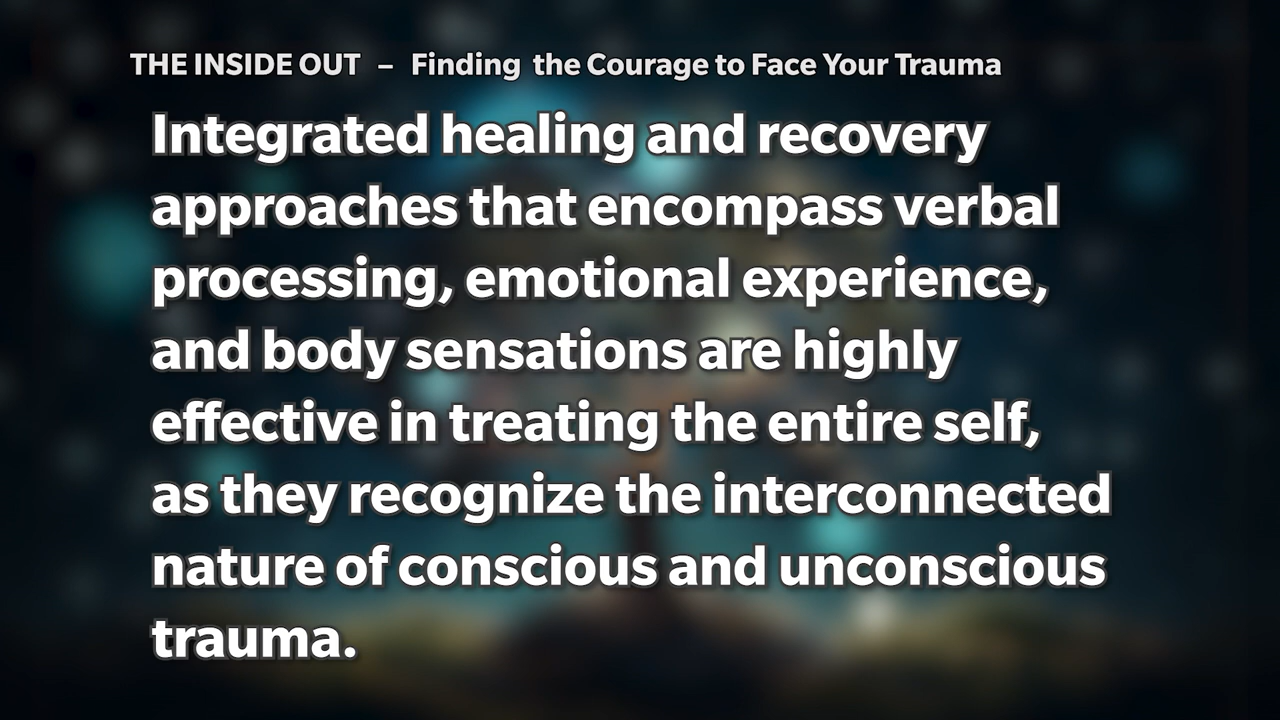 THE INSIDE OUT – Finding the Courage to Face Your Trauma
Integrated healing and recovery
approaches that encompass verbal
processing, emotional experience,
and body sensations are highly
effective in treating the entire self,
as they recognize the interconnected
nature of conscious and unconscious
trauma.